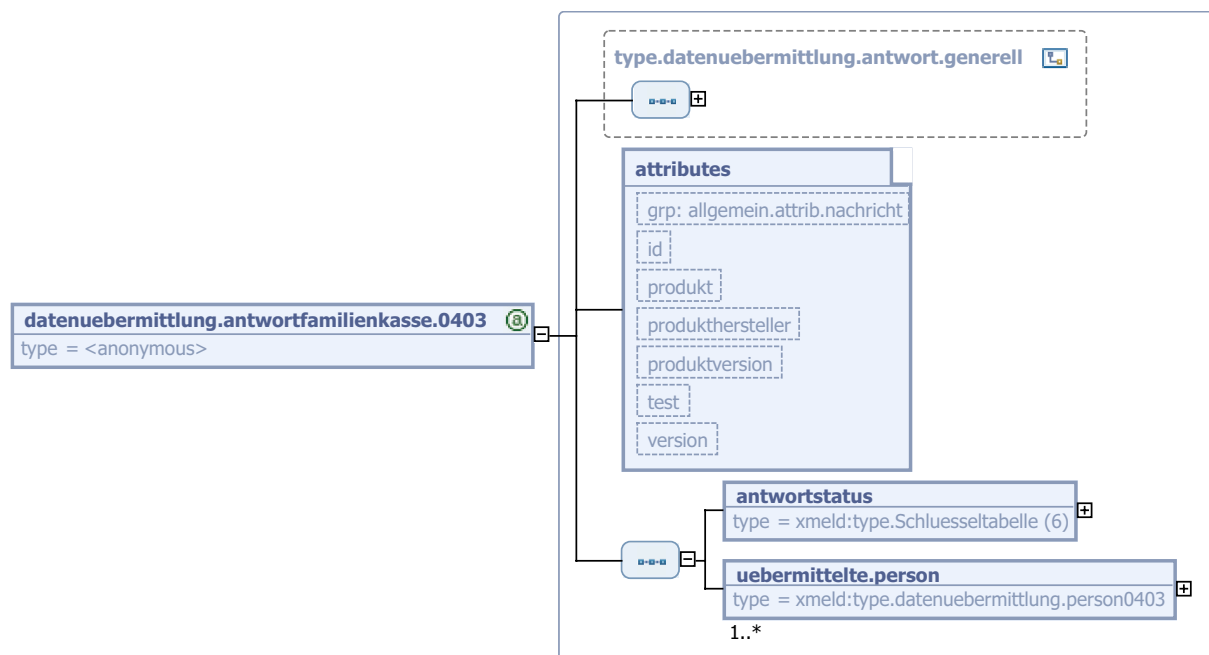 type.datenuebermittlung.antwort.generell
attributes
grp: allgemein.attrib.nachricht
id
produkt
produkthersteller
produktversion
test
version
datenuebermittlung.antwortfamilienkasse.0403
type = <anonymous>
antwortstatus
type = xmeld:type.Schluesseltabelle (6)
uebermittelte.person
type = xmeld:type.datenuebermittlung.person0403
1..*